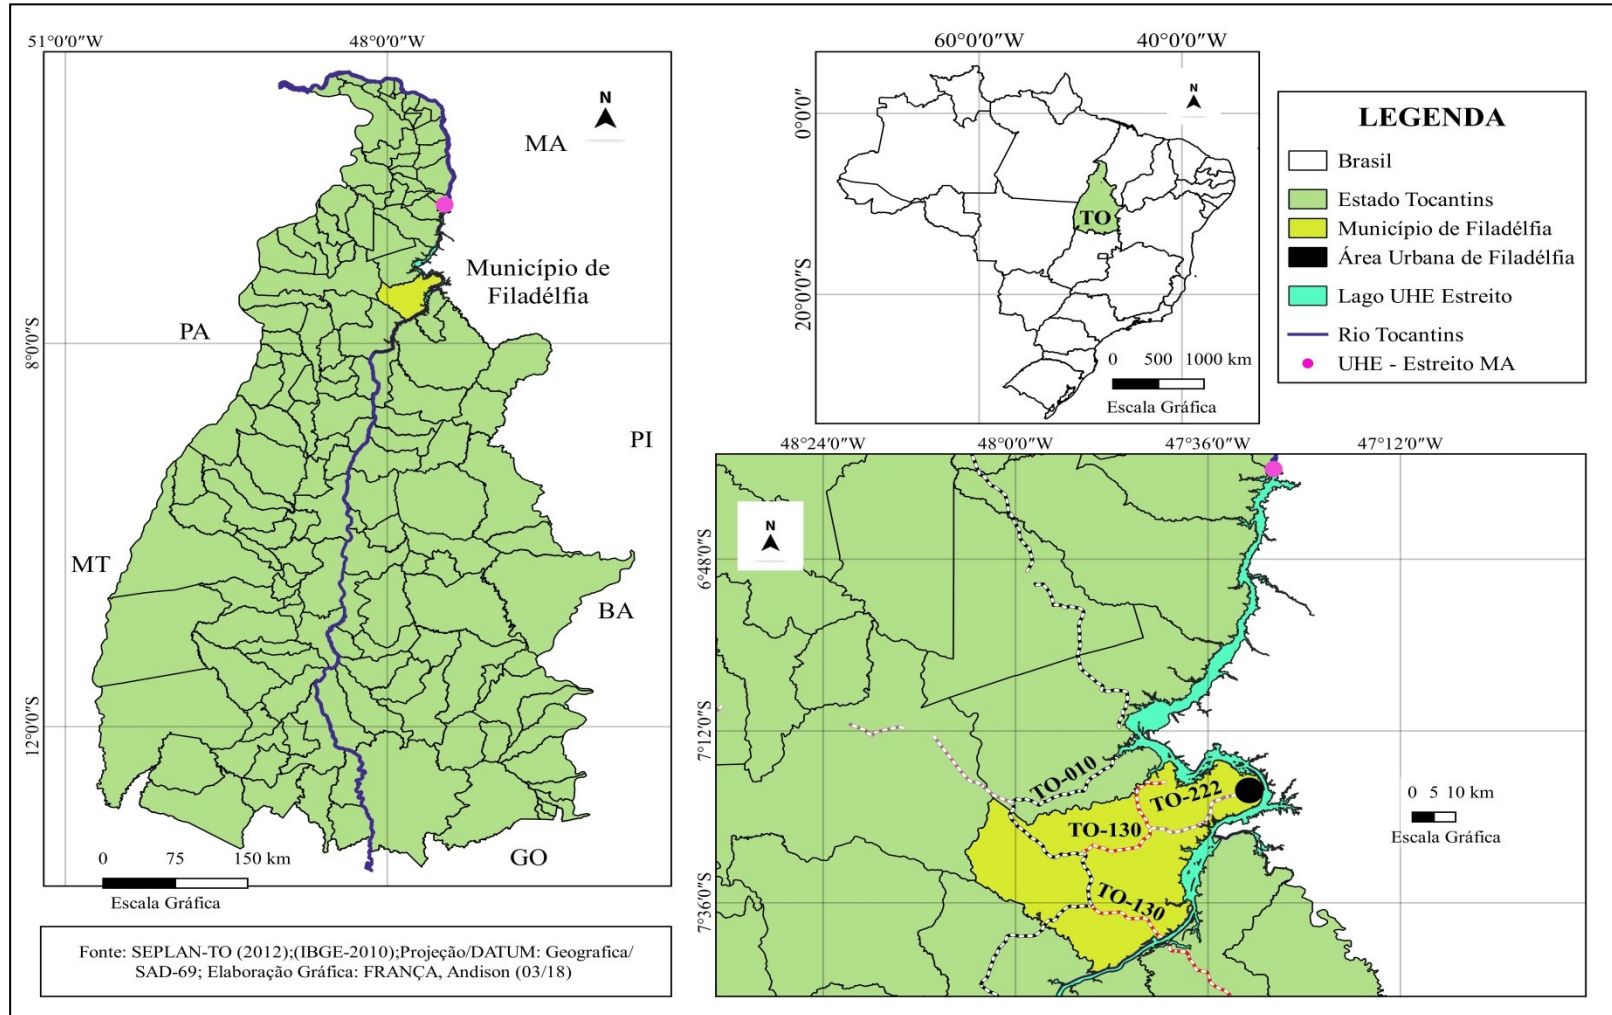 51°0'0"W
48°0'0"W
N
MA
Município de
Filadélfia
PA
8°0'0"S
PI
MT
BA
12°0'0"S
GO
0 75 150 km
Escala Gráfica
Fonte: SEPLAN-TO (2012);(IBGE-2010);Projeção/DATUM: Geografica/
SAD-69; Elaboração Gráfica: FRANÇA, Andison (03/18)
60°0'0"W
40°0'0"W
N
0°0'0"
TO
20°0'0"S
0 500 1000 km
Escala Gráfica
LEGENDA
Brasil
Estado Tocantins
Município de Filadélfia
Área Urbana de Filadélfia
Lago UHE Estreito
Rio Tocantins
UHE - Estreito MA
48°24'0"W
48°0'0"W
47°36'0"W
47°12'0"W
N
6°48'0"S
7°12'0"S
TO-010
TO-222
TO-130
TO-130
7°36'0"S
0 5 10 km
Escala Gráfica